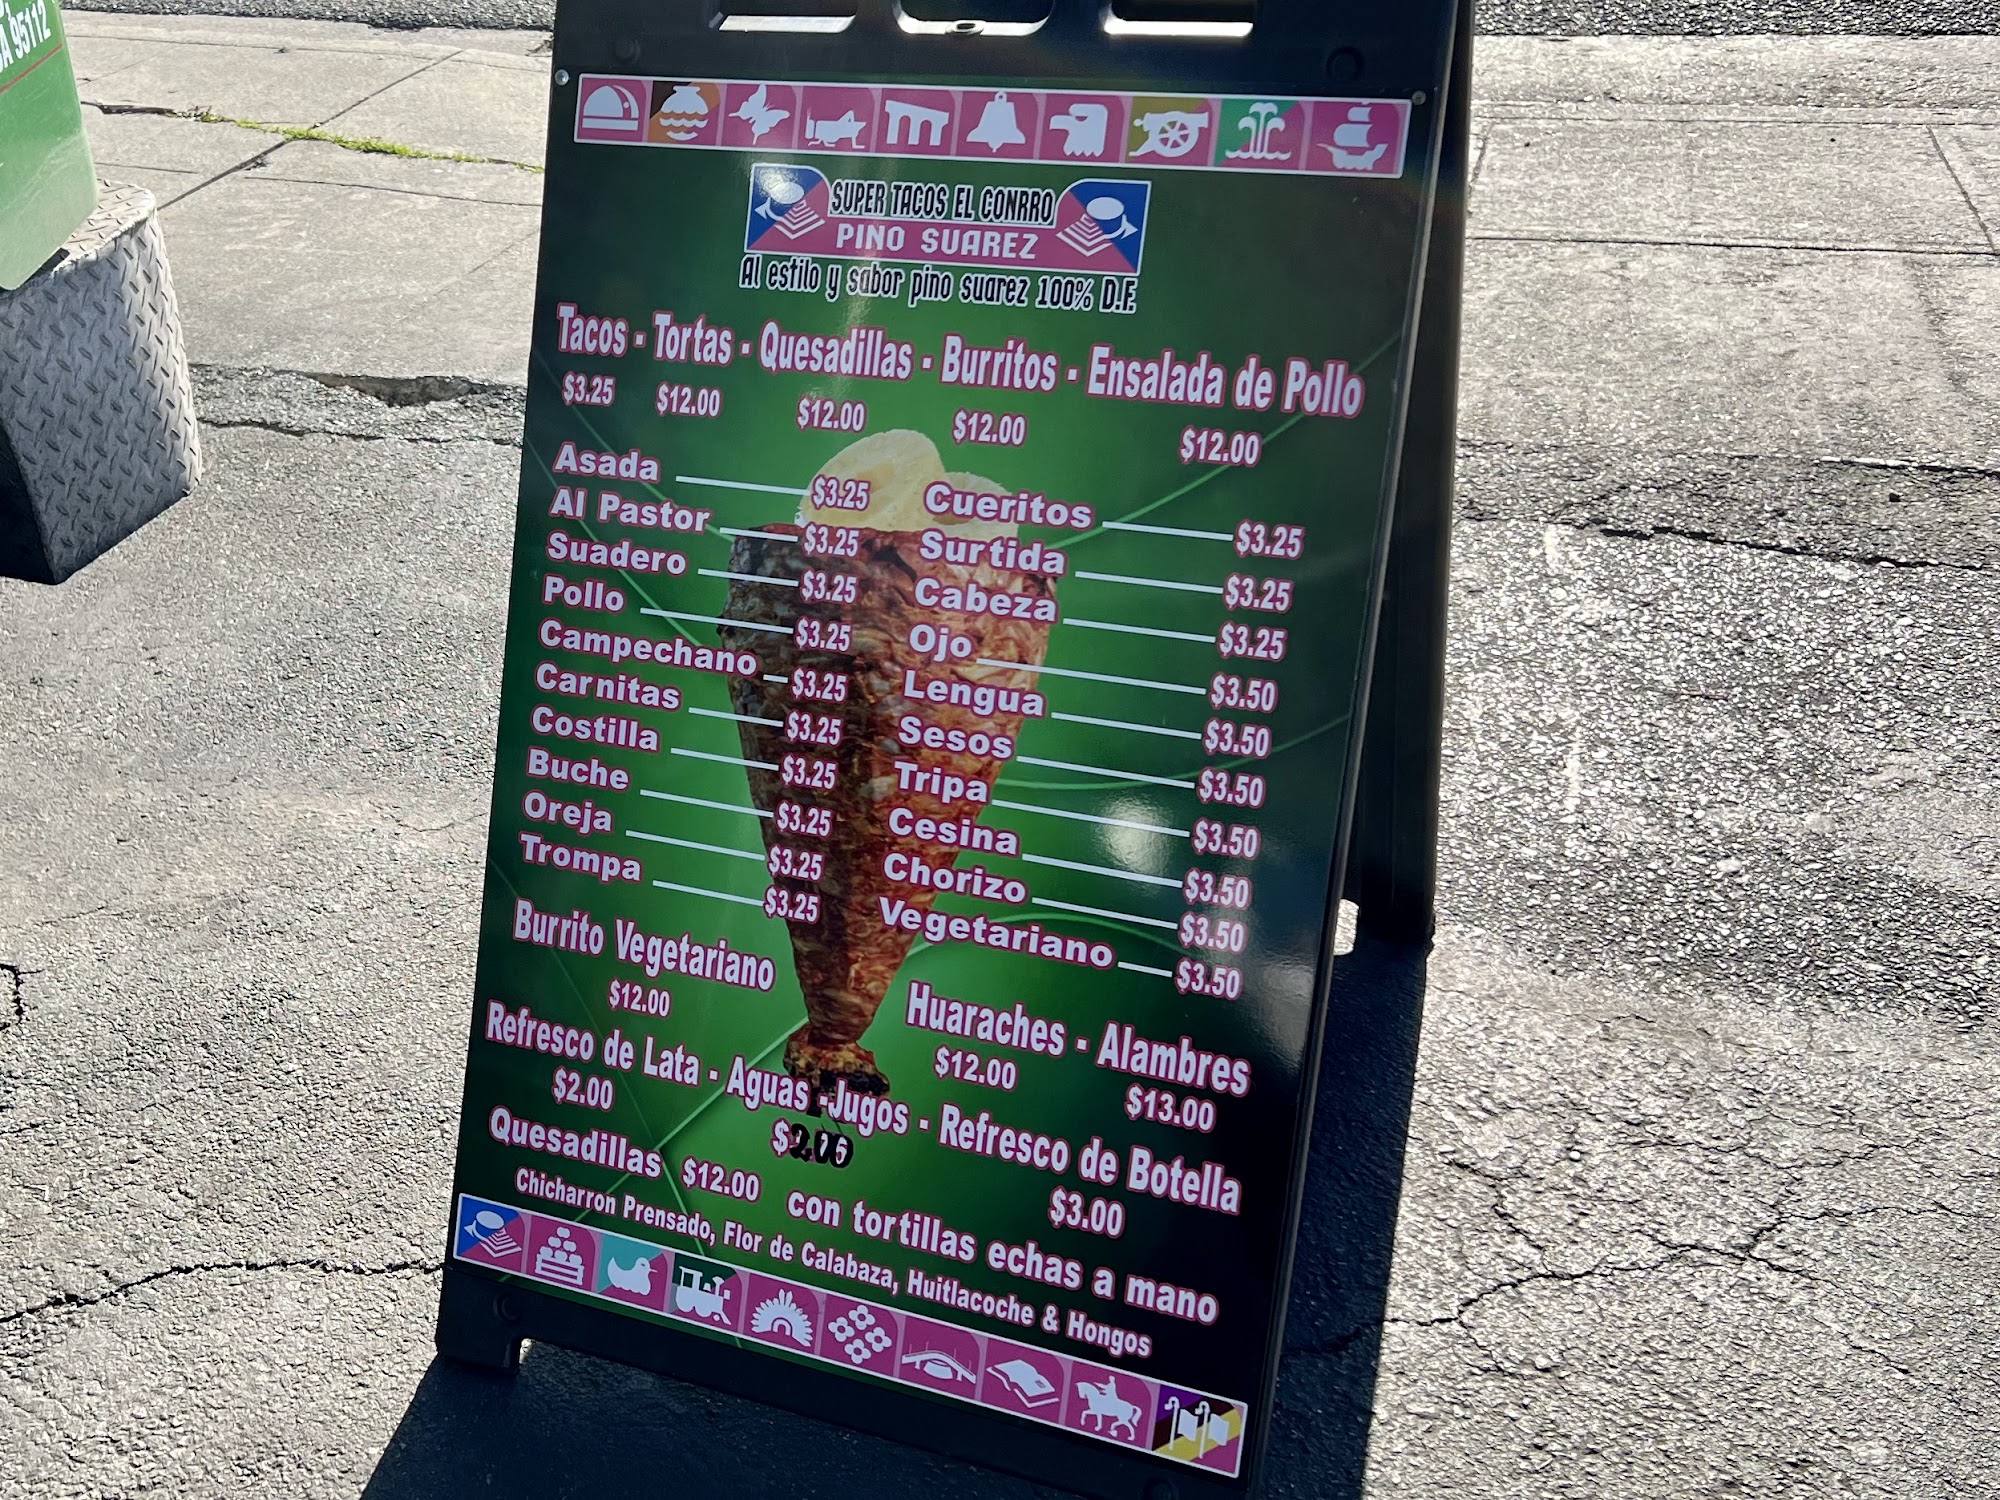 A 95112
SUPER TACOS EL CONRRO
PINO SUAREZ
Al estilo y sabor pino suarez 100% D.F.
Tacos - Tortas - Quesadillas - Burritos - Ensalada de Pollo
$3.25 $12.00 $12.00 $12.00 $12.00
Asada $3.25
Al Pastor $3.25
Suadero $3.25
Pollo $3.25
Campechano $3.25
Carnitas $3.25
Costilla $3.25
Buche $3.25
Oreja $3.25
Trompa $3.25
Cueritos $3.25
Surtida $3.25
Cabeza $3.25
Ojo $3.50
Lengua $3.50
Sesos $3.50
Tripa $3.50
Cesina $3.50
Chorizo $3.50
Vegetariano $3.50
Burrito Vegetariano
$12.00
Huaraches - Alambres
$12.00 $13.00
Refresco de Lata - Aguas -Jugos - Refresco de Botella
$2.00 $3.00
Quesadillas $12.00 con tortillas echas a mano
Chicharron Prensado, Flor de Calabaza, Huitlacoche & Hongos